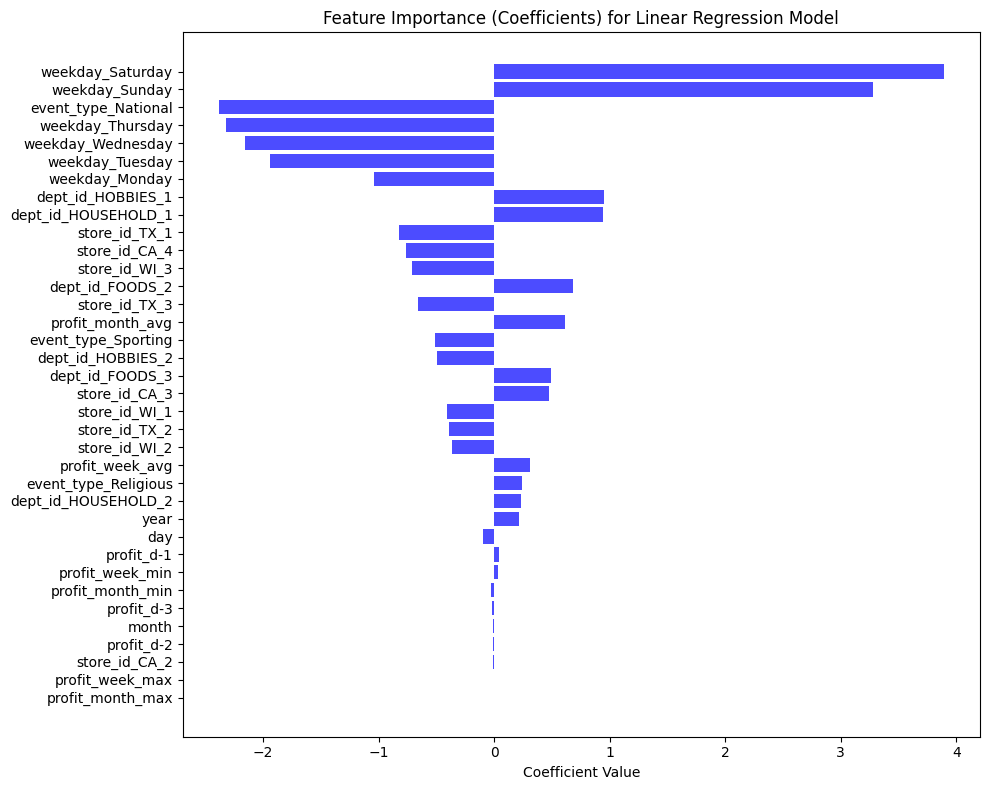 Feature Importance (Coefficients) for Linear Regression Model
weekday_Saturday
weekday_Sunday
event_type_National
weekday_Thursday
weekday_Wednesday
weekday_Tuesday
weekday_Monday
dept_id_HOBBIES_1
dept_id_HOUSEHOLD_1
store_id_TX_1
store_id_CA_4
store_id_WI_3
dept_id_FOODS_2
store_id_TX_3
profit_month_avg
event_type_Sporting
dept_id_HOBBIES_2
dept_id_FOODS_3
store_id_CA_3
store_id_WI_1
store_id_TX_2
store_id_WI_2
profit_week_avg
event_type_Religious
dept_id_HOUSEHOLD_2
year
day
profit_d-1
profit_week_min
profit_month_min
profit_d-3
month
profit_d-2
store_id_CA_2
profit_week_max
profit_month_max
−2 −1 0 1 2 3 4
Coefficient Value